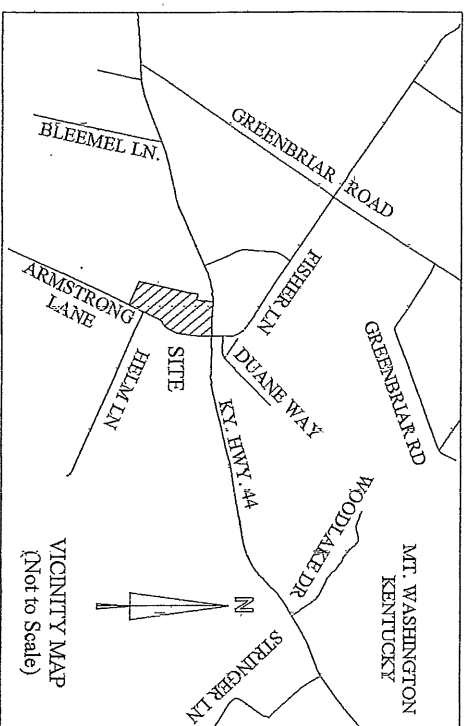 GREENBRIAR ROAD
BLEEMEL LN.
FISHER LN
ARMSTRONG
LANE
SITE
HELM LN
DUANE WAY
GREENBRIAR RD
KY. HWY. 44
WOODLAKE DR
MT. WASHINGTON
KENTUCKY
N
STRINGER LN
VICINITY MAP
(Not to Scale)